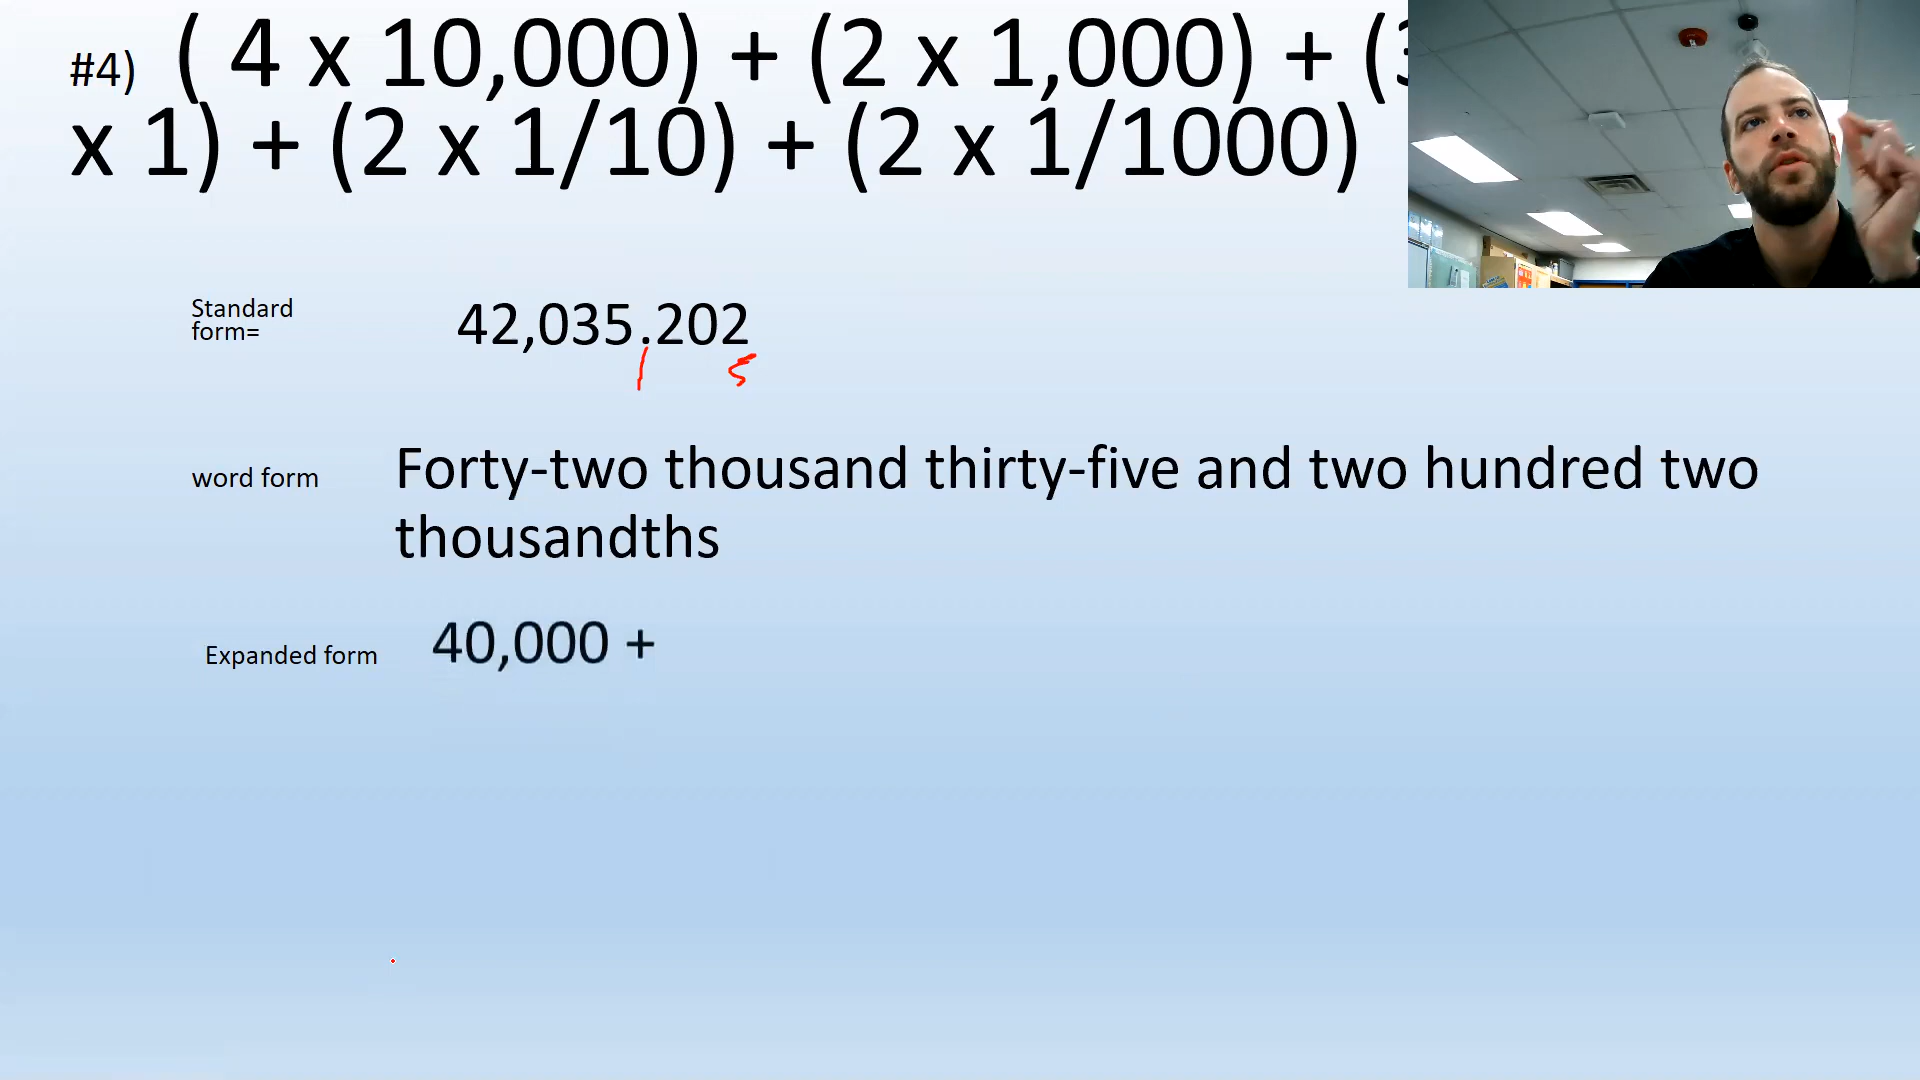 #4) ( 4 x 10,000) + (2 x 1,000) + (3
x 1) + (2 x 1/10) + (2 x 1/1000)
Standard
form=
42,035.202
word form
Forty-two thousand thirty-five and two hundred two
thousandths
Expanded form
40,000 +